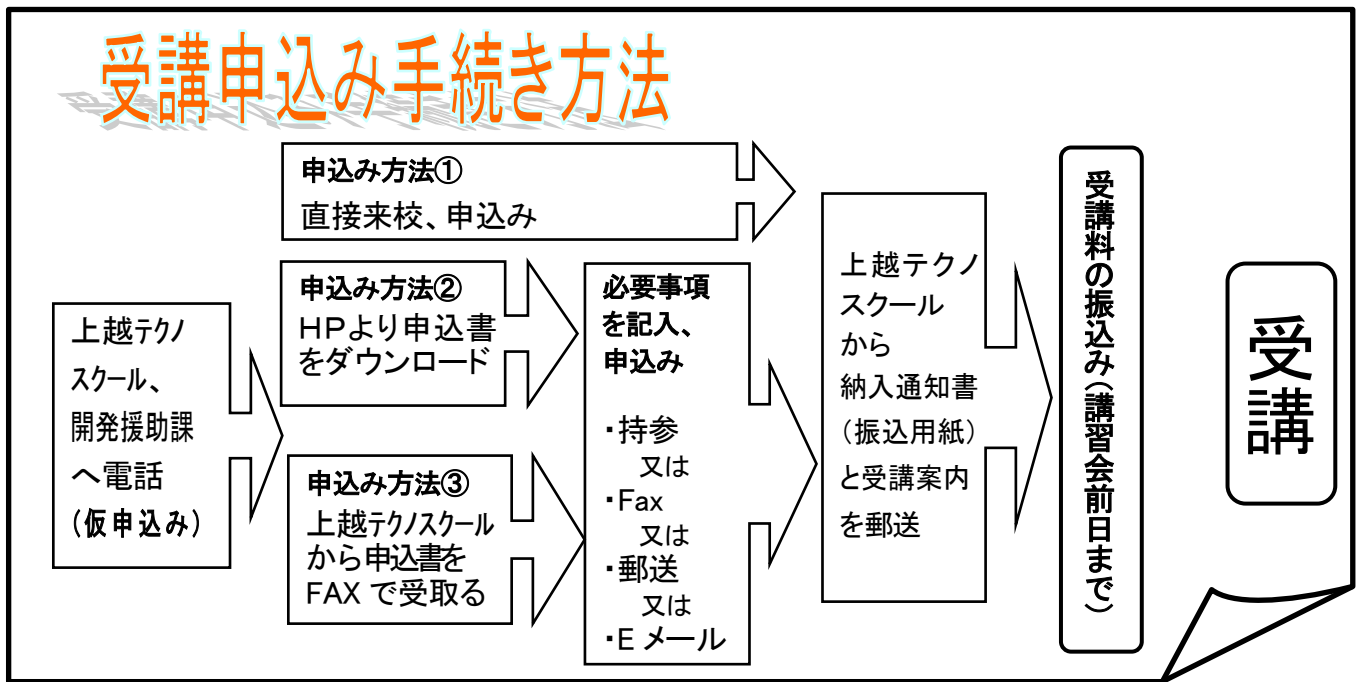 受講申込み手続き方法
上越テクノ
スクール、
開発援助課
へ電話
(仮申込み)
申込み方法①
直接来校、申込み
申込み方法②
HPより申込書
をダウンロード
申込み方法③
上越テクノスクール
から申込書を
FAX で受取る
必要事項
を記入、
申込み
・持参
又は
・Fax
又は
・郵送
又は
・E メール
上越テクノ
スクール
から
納入通知書
(振込用紙)
と受講案内
を郵送
受講料の振込み(講習会前日まで)
受講